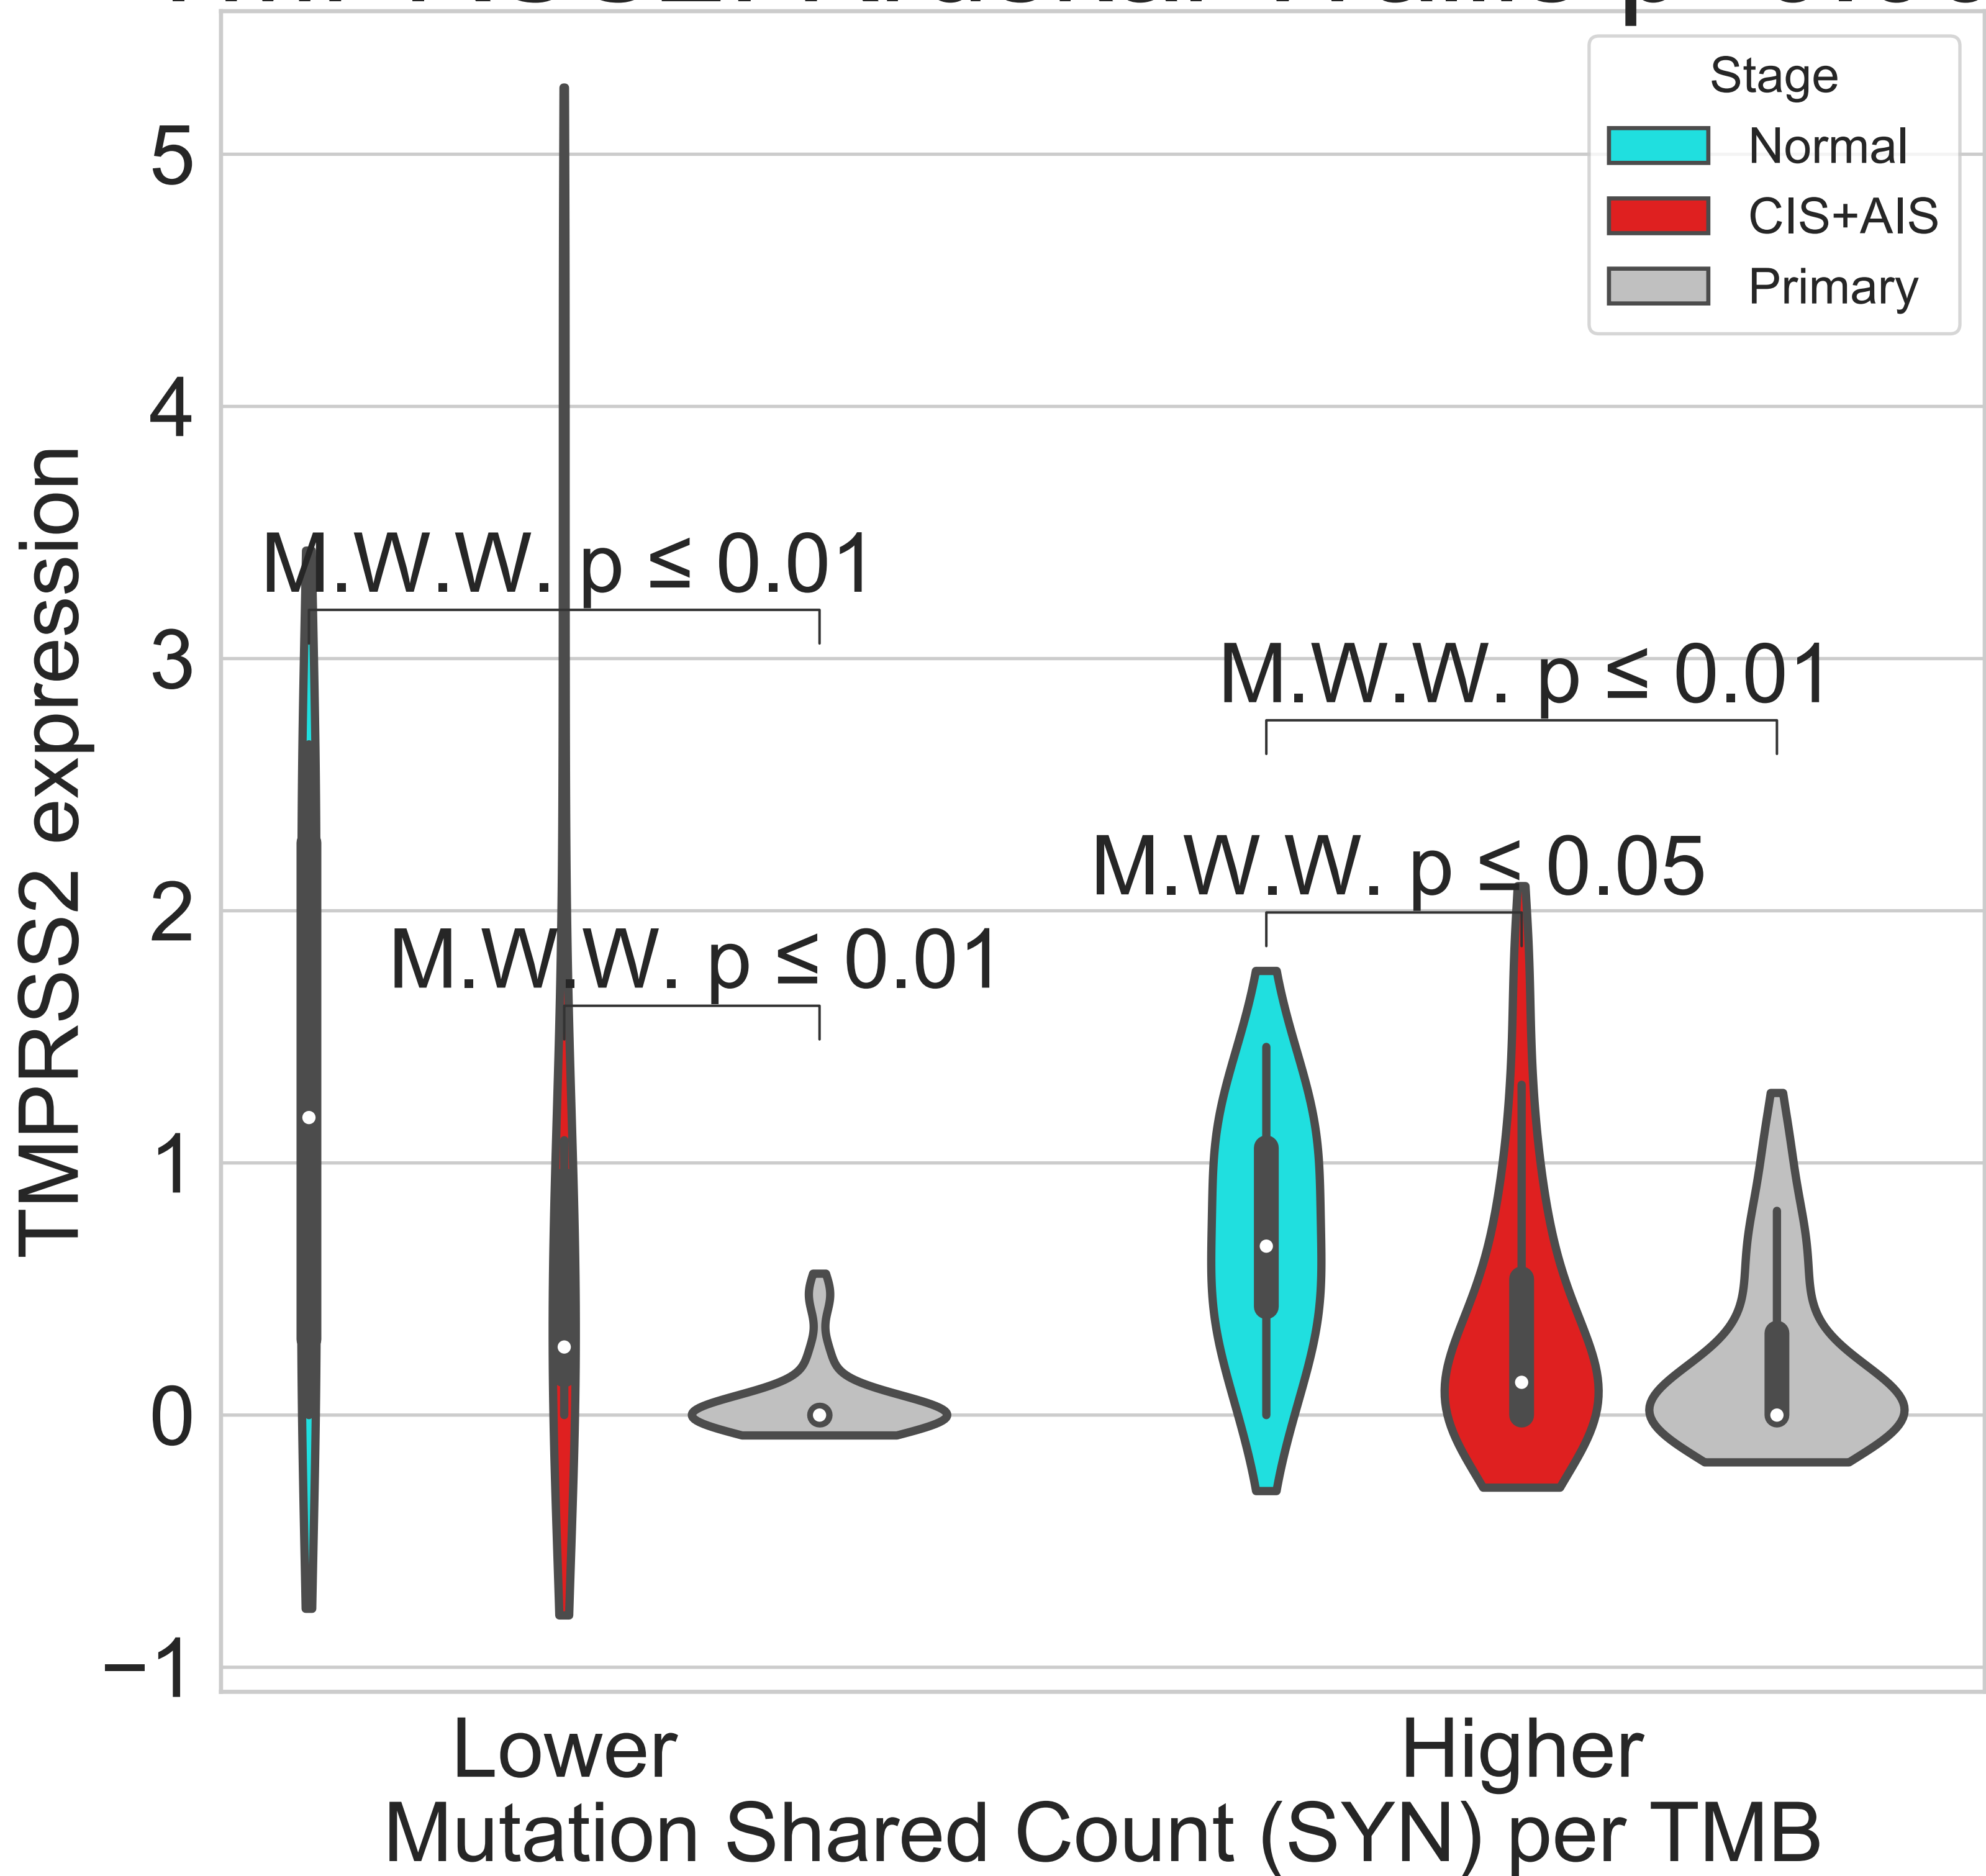 Stage
Normal
CIS+AIS
Primary
5
4
3
2
1
0
−1
TMPRSS2 expression
M.W.W. p ≤ 0.01
M.W.W. p ≤ 0.01
M.W.W. p ≤ 0.05
M.W.W. p ≤ 0.01
Lower
Higher
Mutation Shared Count (SYN) per TMB